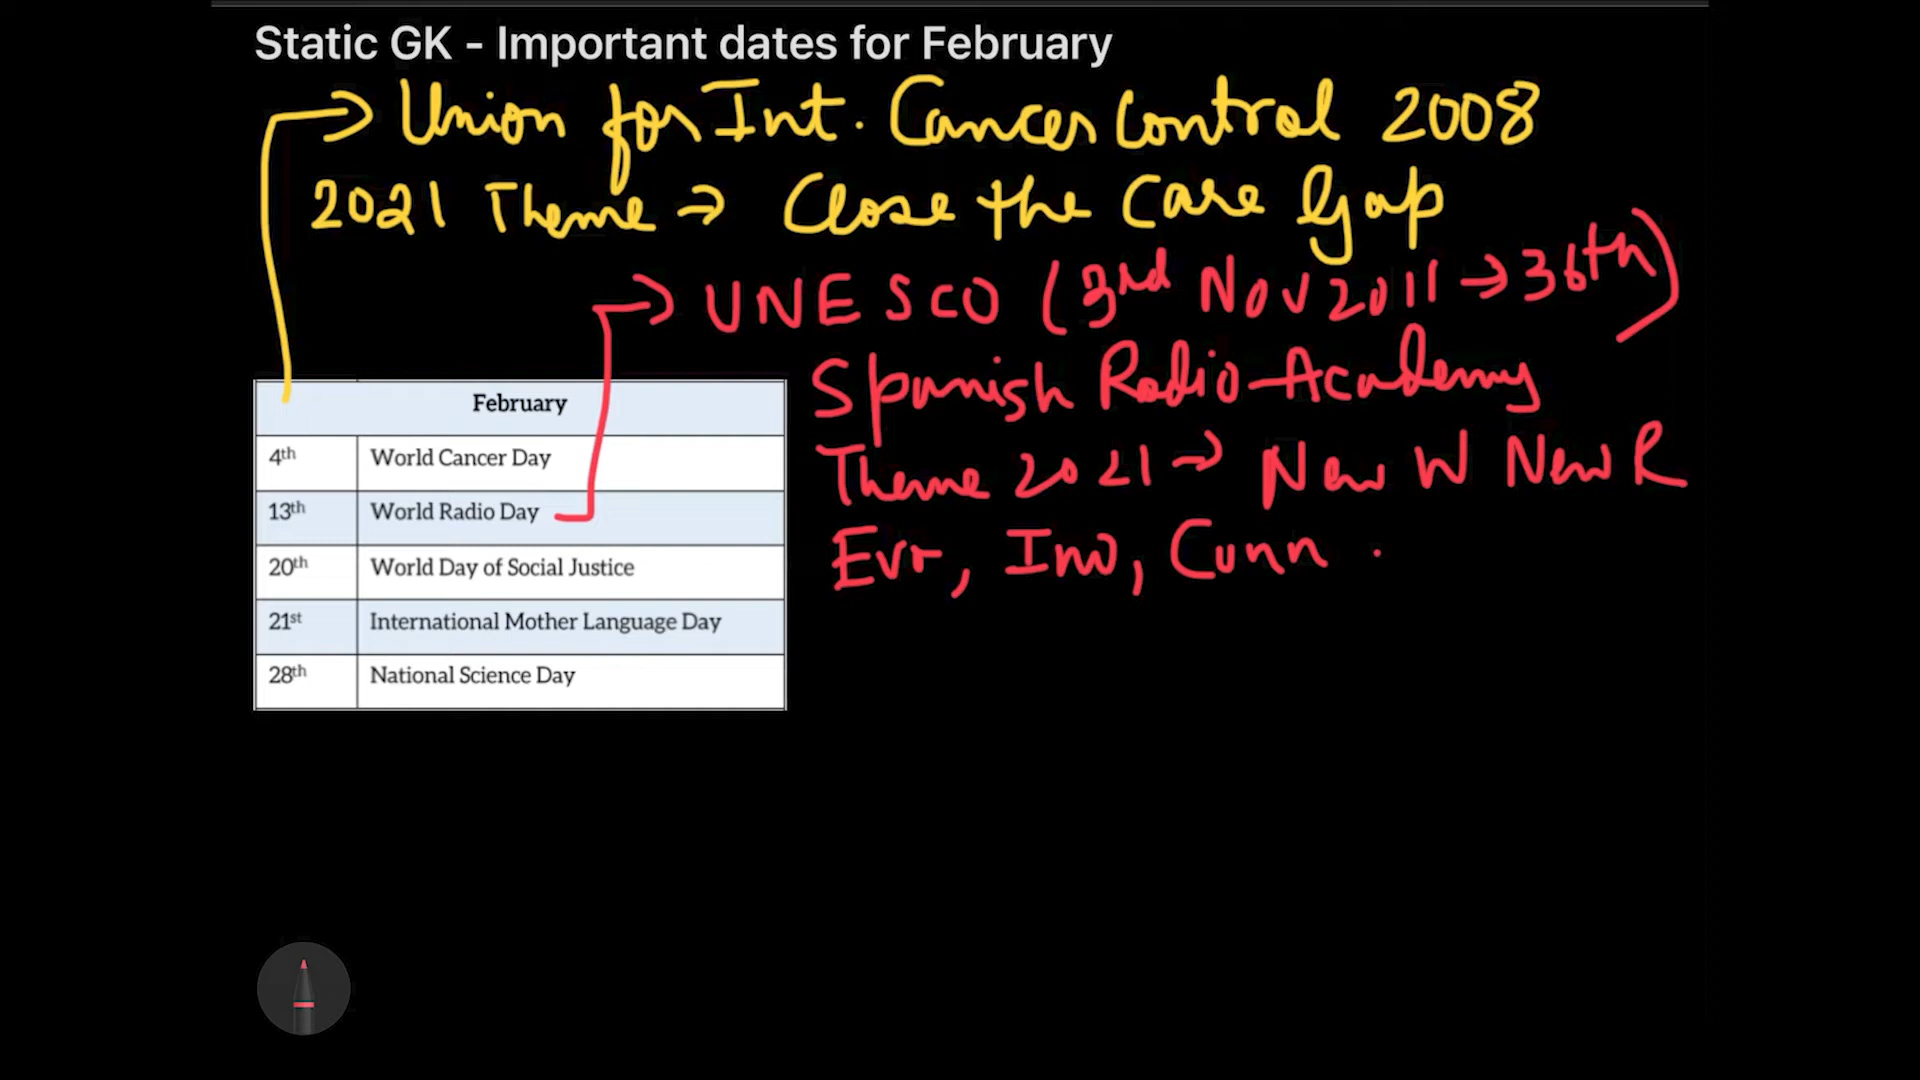 Static GK - Important dates for February
Union for Int. Cancer Control 2008
2021 Theme → Close the Care Gap
UNESCO (3rd Nov 2011 → 36th)
Spanish Radio Academy
Theme 2021 → New W New R
Evr, Inv, Conn .
February
4th World Cancer Day
13th World Radio Day
20th World Day of Social Justice
21st International Mother Language Day
28th National Science Day